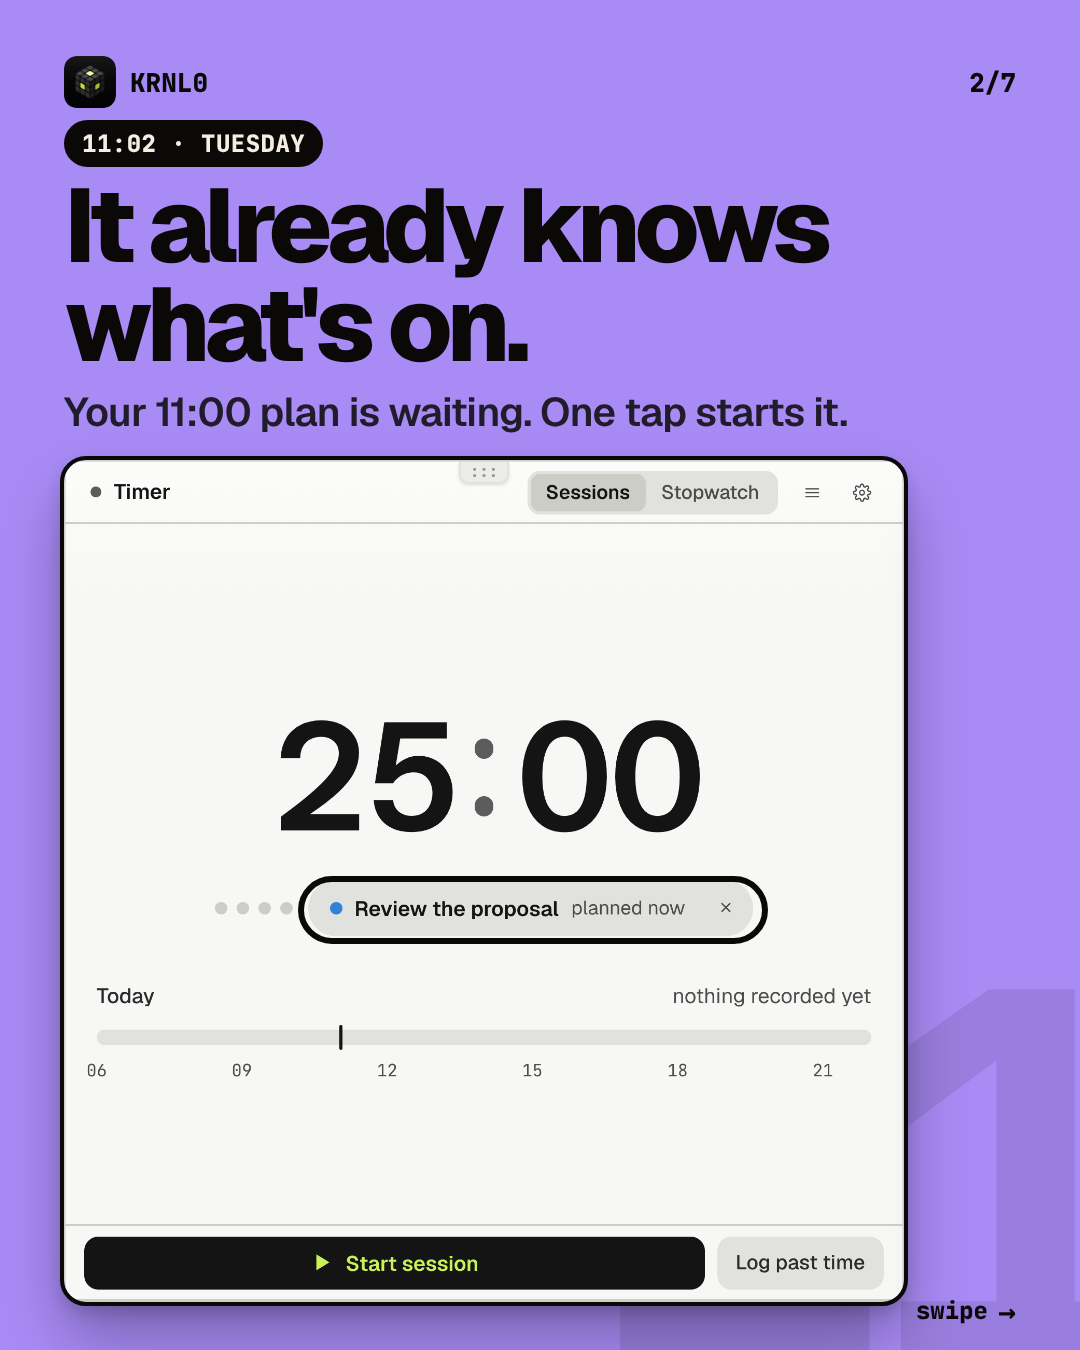 KRNL0
2/7
11:02 · TUESDAY
It already knows
what's on.
Your 11:00 plan is waiting. One tap starts it.
Timer
Sessions Stopwatch
25:00
Review the proposal planned now ×
Today nothing recorded yet
06 09 12 15 18 21
Start session
Log past time
swipe →
1